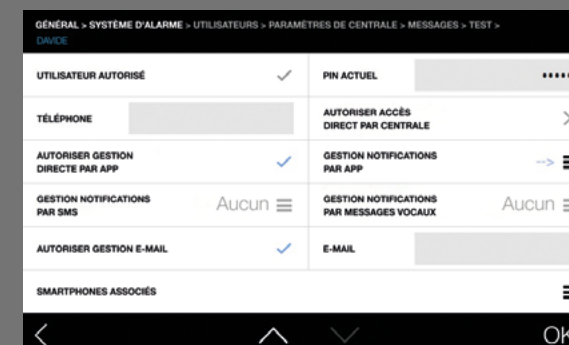 GÉNÉRAL > SYSTÈME D'ALARME > UTILISATEURS > PARAMÈTRES DE CENTRALE > MESSAGES > TEST >
DAVIDE
UTILISATEUR AUTORISÉ
PIN ACTUEL
•••••
TÉLÉPHONE
AUTORISER ACCÈS
DIRECT PAR CENTRALE
AUTORISER GESTION
DIRECTE PAR APP
GESTION NOTIFICATIONS
PAR APP
-->
GESTION NOTIFICATIONS
PAR SMS
Aucun
GESTION NOTIFICATIONS
PAR MESSAGES VOCAUX
Aucun
AUTORISER GESTION E-MAIL
E-MAIL
SMARTPHONES ASSOCIÉS
OK